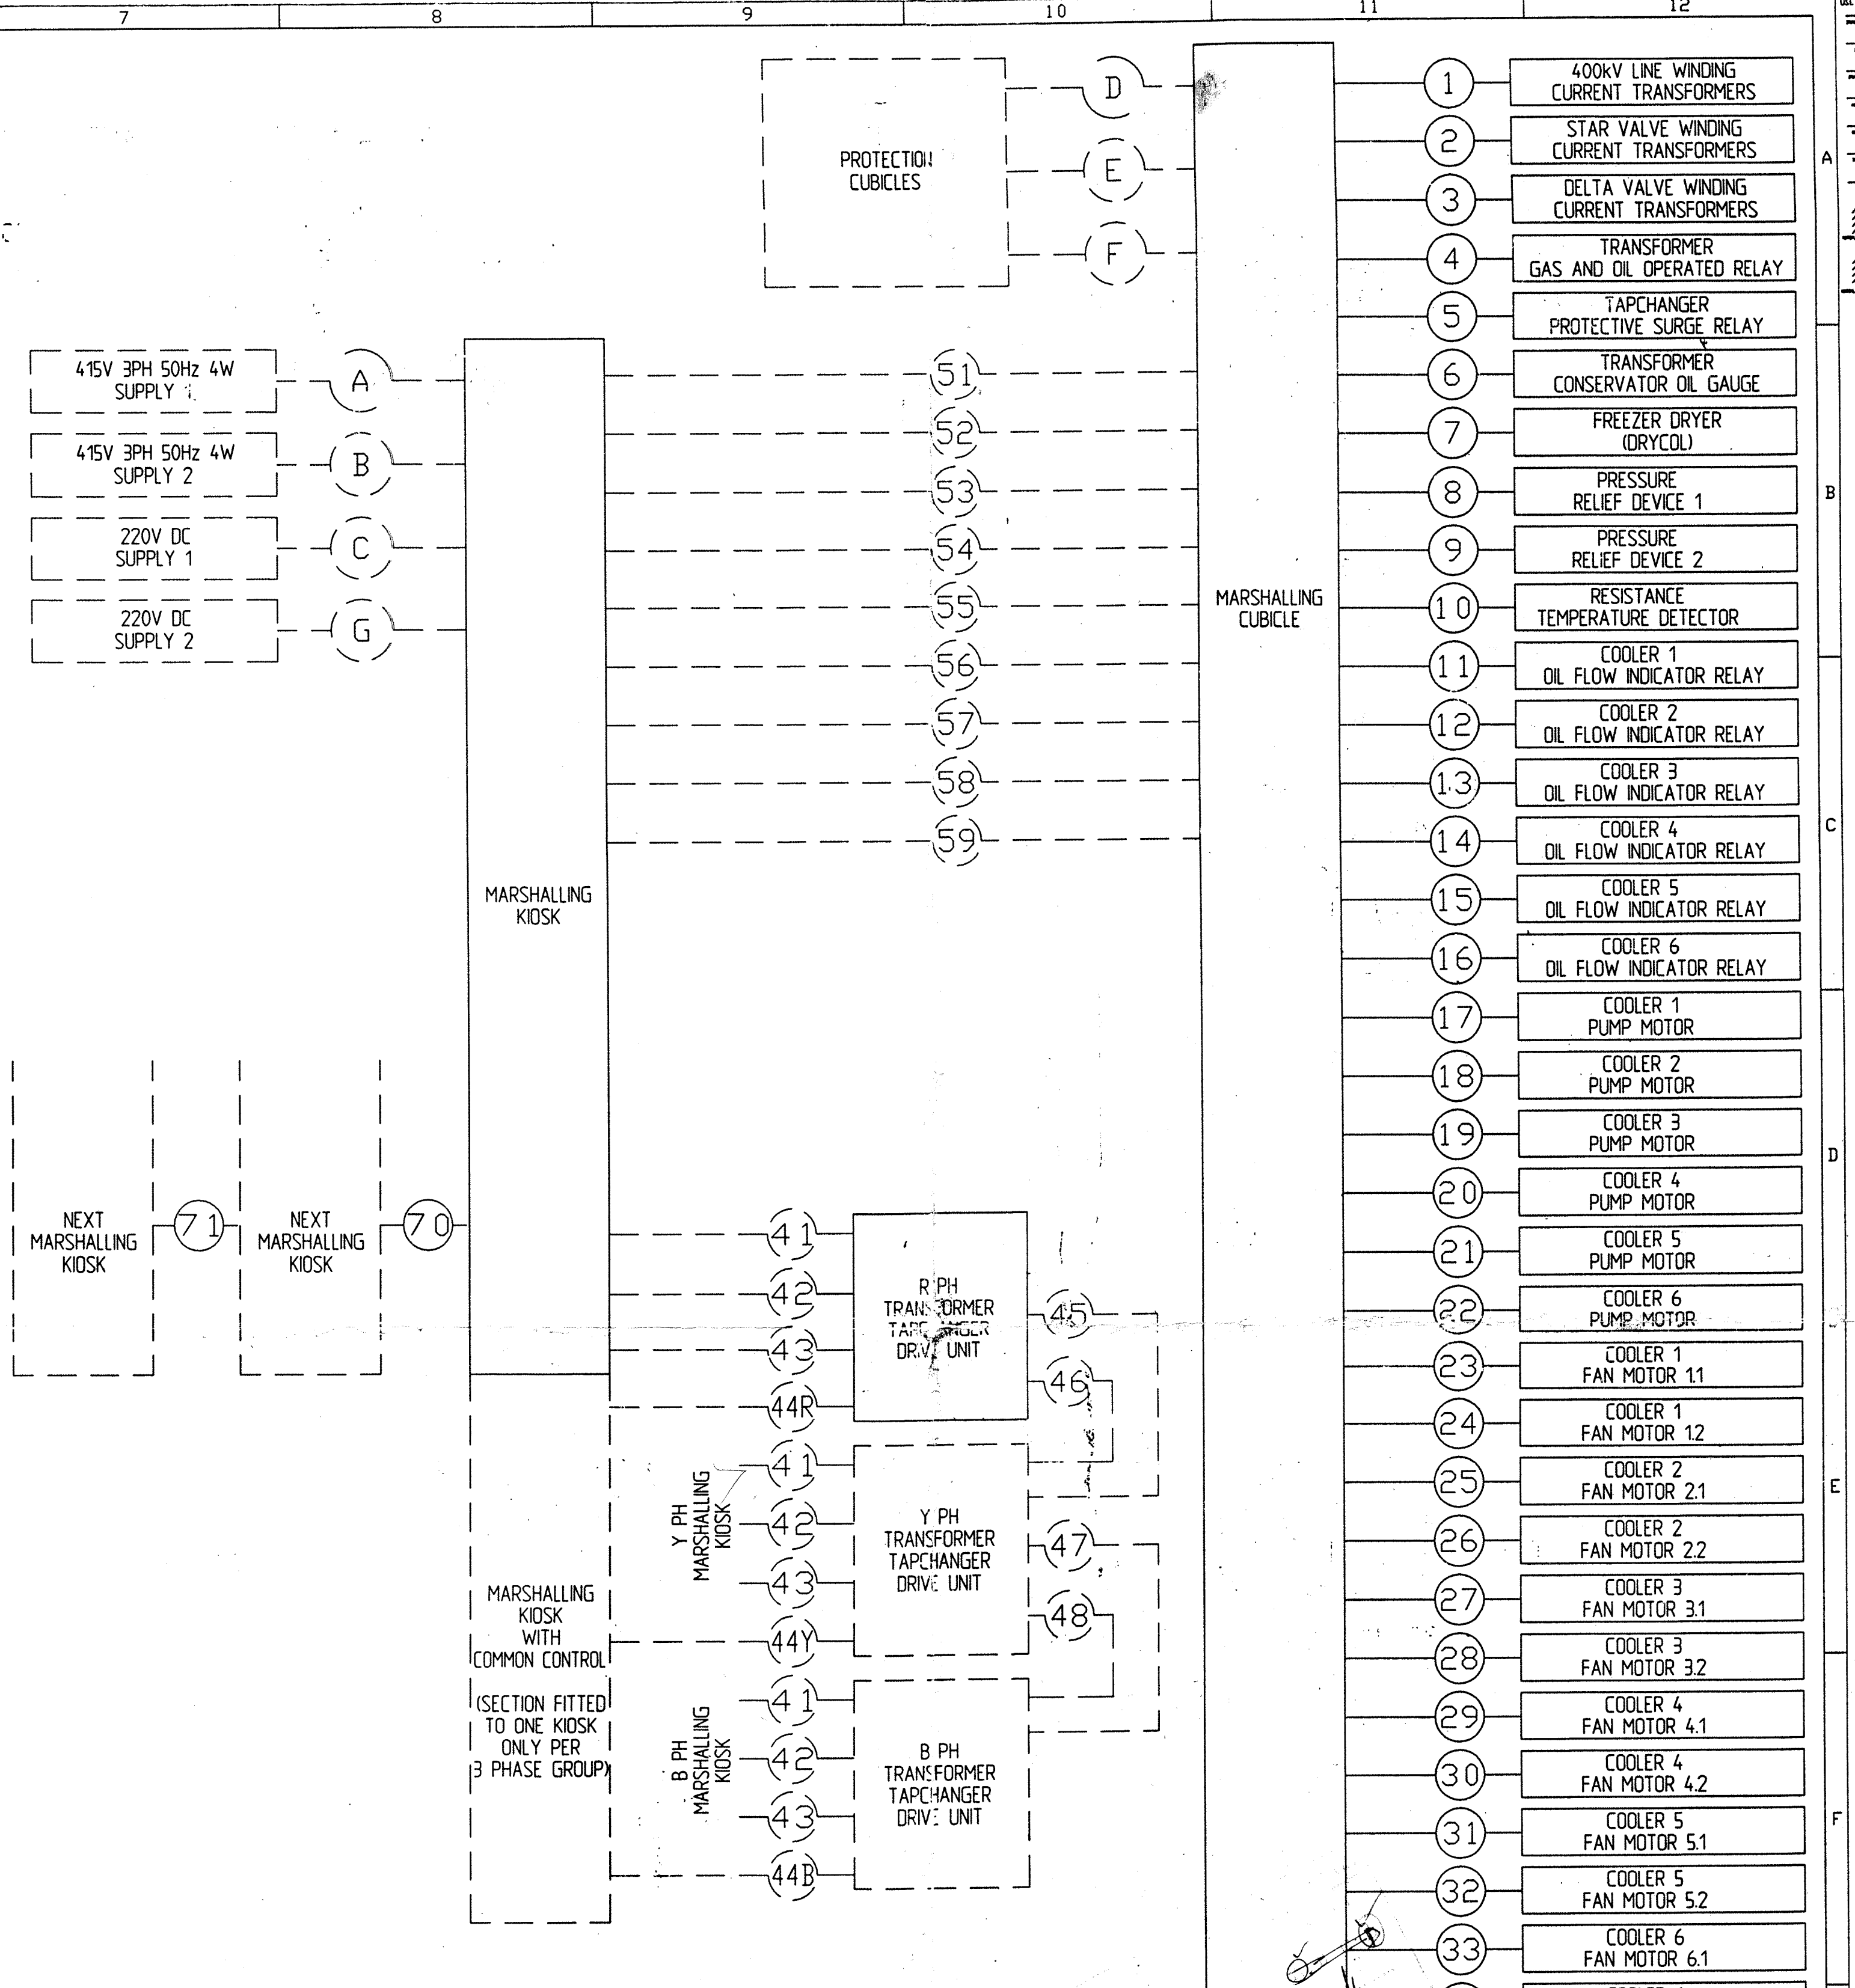 7
8
9
10
11
12
PROTECTION
CUBICLES
D
E
F
415V 3PH 50Hz 4W
SUPPLY 1
A
415V 3PH 50Hz 4W
SUPPLY 2
B
220V DC
SUPPLY 1
C
220V DC
SUPPLY 2
G
MARSHALLING
KIOSK
51
52
53
54
55
56
57
58
59
MARSHALLING
CUBICLE
1
400kV LINE WINDING
CURRENT TRANSFORMERS
2
STAR VALVE WINDING
CURRENT TRANSFORMERS
3
DELTA VALVE WINDING
CURRENT TRANSFORMERS
4
TRANSFORMER
GAS AND OIL OPERATED RELAY
5
TAPCHANGER
PROTECTIVE SURGE RELAY
6
TRANSFORMER
CONSERVATOR OIL GAUGE
7
FREEZER DRYER
(DRYCOL)
8
PRESSURE
RELIEF DEVICE 1
9
PRESSURE
RELIEF DEVICE 2
10
RESISTANCE
TEMPERATURE DETECTOR
11
COOLER 1
OIL FLOW INDICATOR RELAY
12
COOLER 2
OIL FLOW INDICATOR RELAY
13
COOLER 3
OIL FLOW INDICATOR RELAY
14
COOLER 4
OIL FLOW INDICATOR RELAY
15
COOLER 5
OIL FLOW INDICATOR RELAY
16
COOLER 6
OIL FLOW INDICATOR RELAY
17
COOLER 1
PUMP MOTOR
18
COOLER 2
PUMP MOTOR
19
COOLER 3
PUMP MOTOR
20
COOLER 4
PUMP MOTOR
21
COOLER 5
PUMP MOTOR
22
COOLER 6
PUMP MOTOR
23
COOLER 1
FAN MOTOR 1.1
24
COOLER 1
FAN MOTOR 1.2
25
COOLER 2
FAN MOTOR 2.1
26
COOLER 2
FAN MOTOR 2.2
27
COOLER 3
FAN MOTOR 3.1
28
COOLER 3
FAN MOTOR 3.2
29
COOLER 4
FAN MOTOR 4.1
30
COOLER 4
FAN MOTOR 4.2
31
COOLER 5
FAN MOTOR 5.1
32
COOLER 5
FAN MOTOR 5.2
33
COOLER 6
FAN MOTOR 6.1
A
B
C
D
E
F
NEXT
MARSHALLING
KIOSK
71
NEXT
MARSHALLING
KIOSK
70
41
42
43
44R
R PH
TRANSFORMER
TAPCHANGER
DRIVE UNIT
45
46
Y PH
MARSHALLING
KIOSK
41
42
43
44Y
Y PH
TRANSFORMER
TAPCHANGER
DRIVE UNIT
47
48
B PH
MARSHALLING
KIOSK
41
42
43
44B
B PH
TRANSFORMER
TAPCHANGER
DRIVE UNIT
MARSHALLING
KIOSK
WITH
COMMON CONTROL
(SECTION FITTED
TO ONE KIOSK
ONLY PER
3 PHASE GROUP)